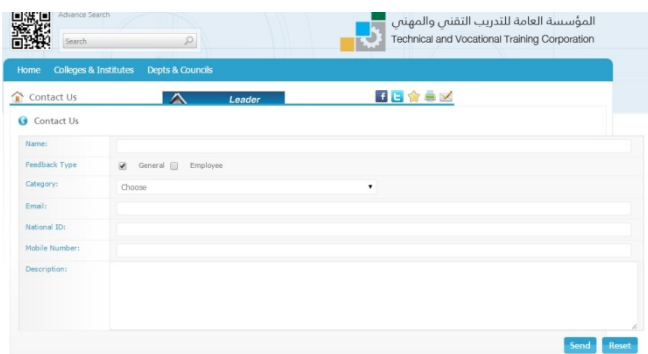 Advance Search
Search
المؤسسة العامة للتدريب التقني والمهني
Technical and Vocational Training Corporation
Home Colleges & Institutes Depts & Councils
Contact Us
Leader
Contact Us
Name:
Feedback Type General Employee
Category: Choose
Email:
National ID:
Mobile Number:
Description:
Send Reset